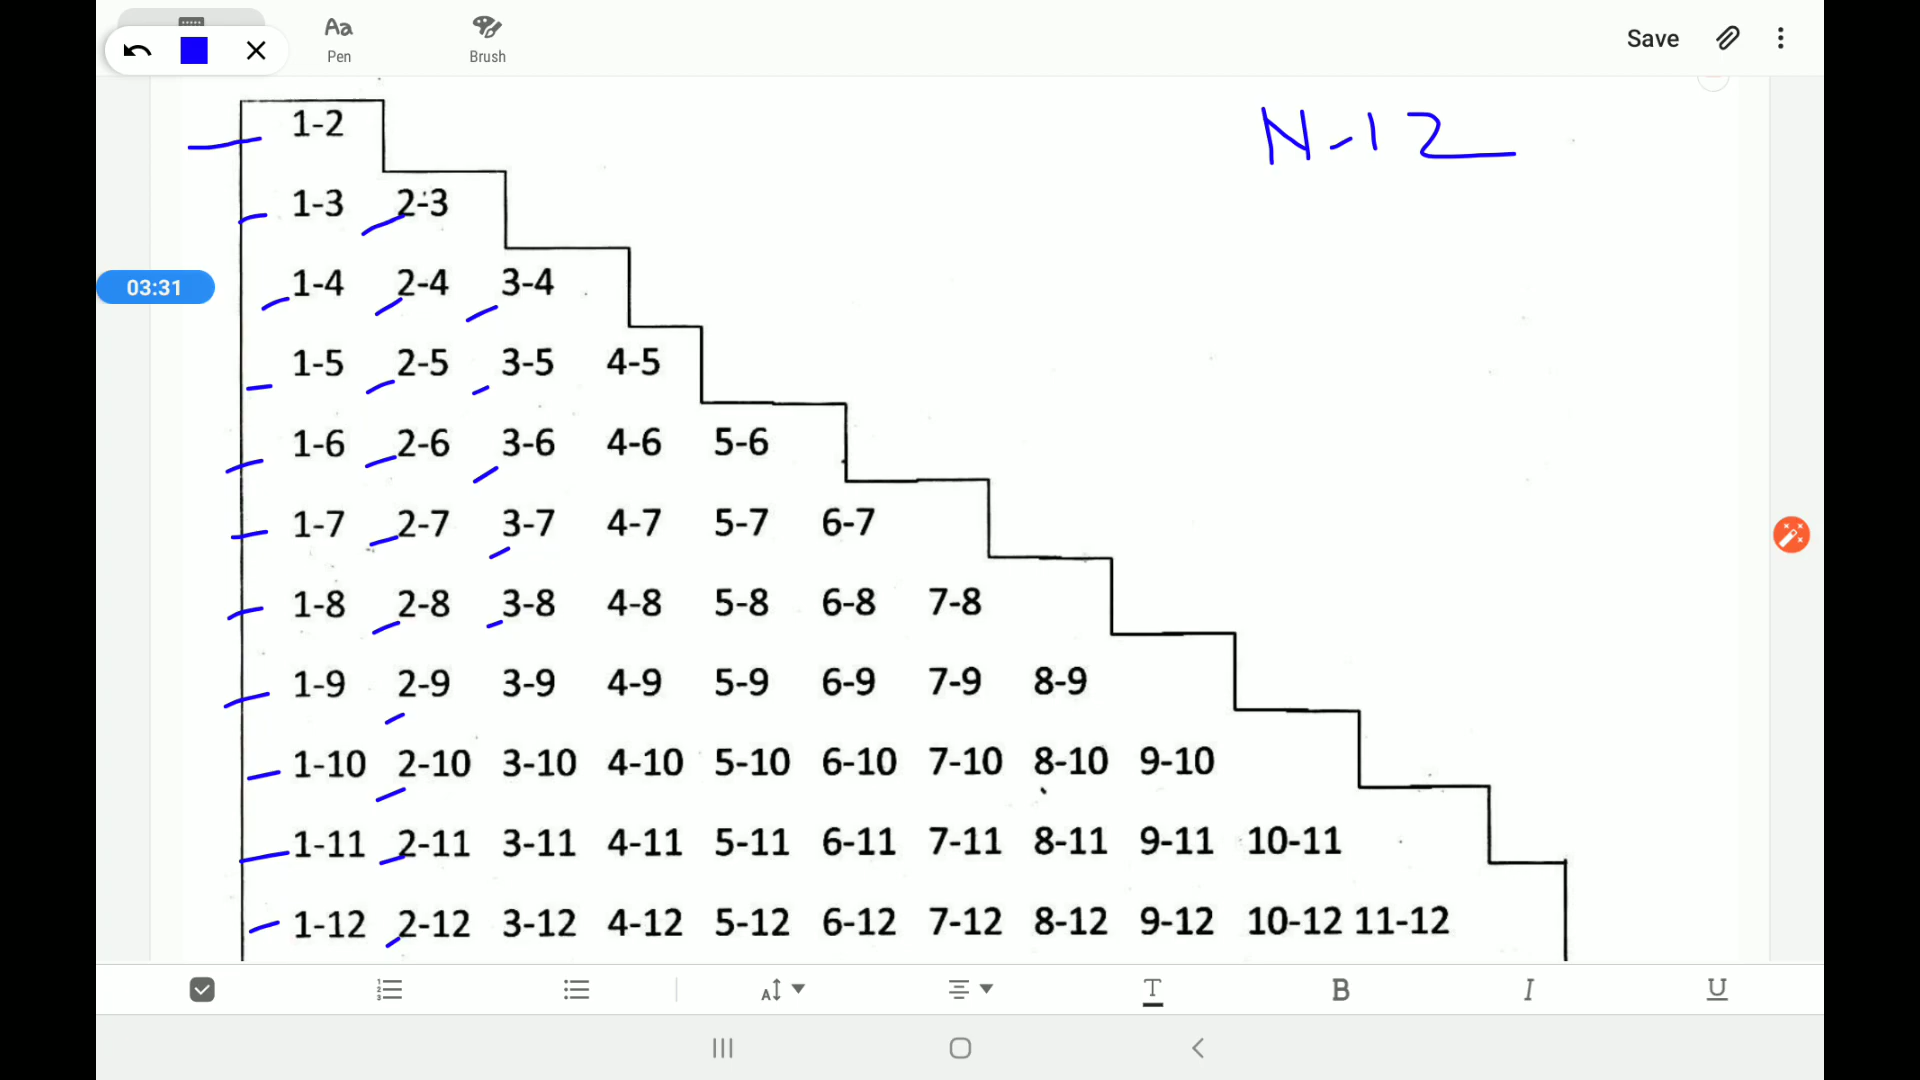 Aa
Pen
Brush
Save
N-12
1-2
1-3 2-3
03:31
1-4 2-4 3-4
1-5 2-5 3-5 4-5
1-6 2-6 3-6 4-6 5-6
1-7 2-7 3-7 4-7 5-7 6-7
1-8 2-8 3-8 4-8 5-8 6-8 7-8
1-9 2-9 3-9 4-9 5-9 6-9 7-9 8-9
1-10 2-10 3-10 4-10 5-10 6-10 7-10 8-10 9-10
1-11 2-11 3-11 4-11 5-11 6-11 7-11 8-11 9-11 10-11
1-12 2-12 3-12 4-12 5-12 6-12 7-12 8-12 9-12 10-12 11-12
A T B I U